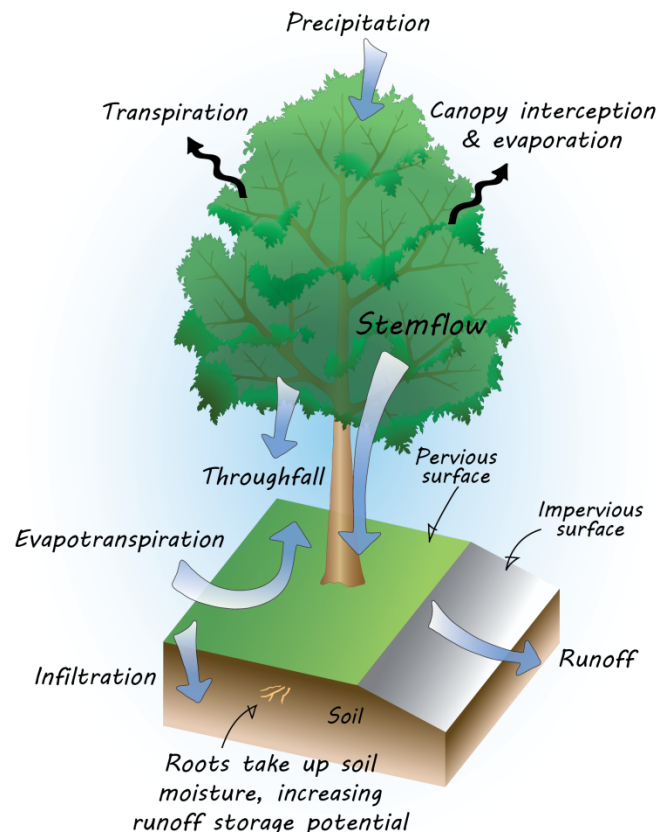 Precipitation
Transpiration
Canopy interception
& evaporation
Stemflow
Throughfall
Pervious
surface
Impervious
surface
Evapotranspiration
Infiltration
Runoff
Soil
Roots take up soil
moisture, increasing
runoff storage potential